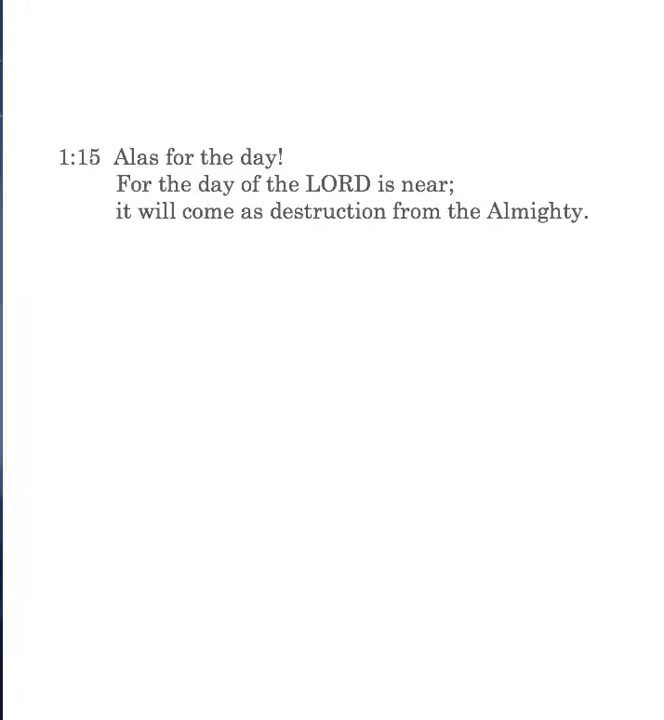 1:15 Alas for the day!
For the day of the LORD is near;
it will come as destruction from the Almighty.